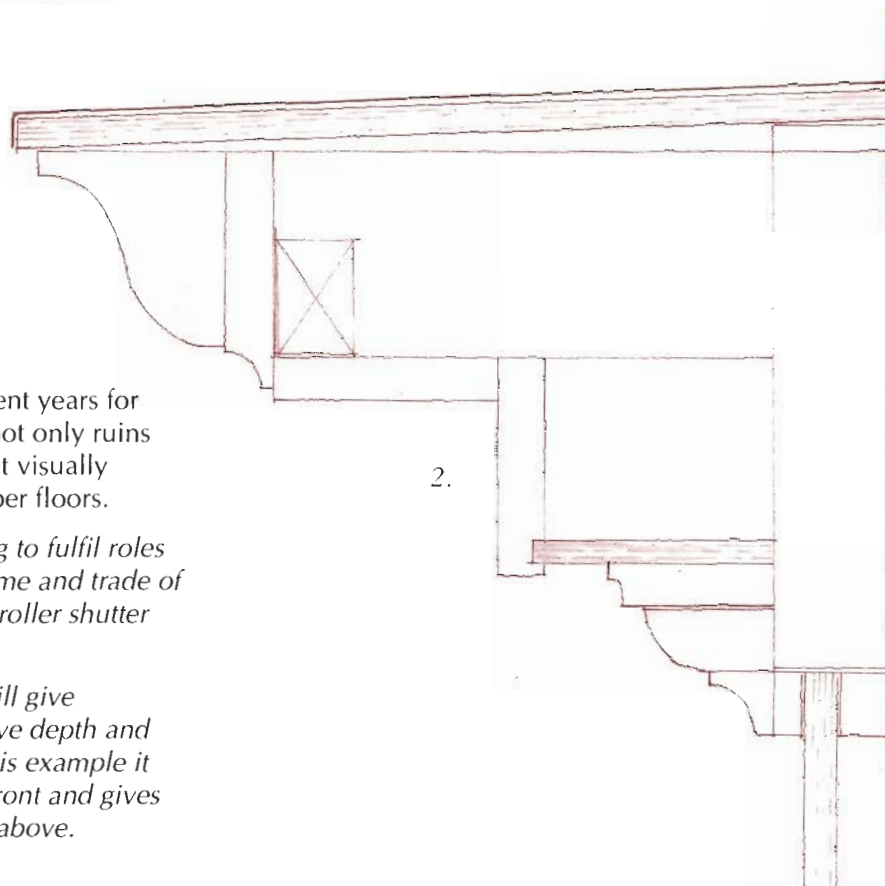 ent years for
ot only ruins
t visually
er floors.
g to fulfil roles
me and trade of
roller shutter
ill give
ve depth and
is example it
ront and gives
above.
2.